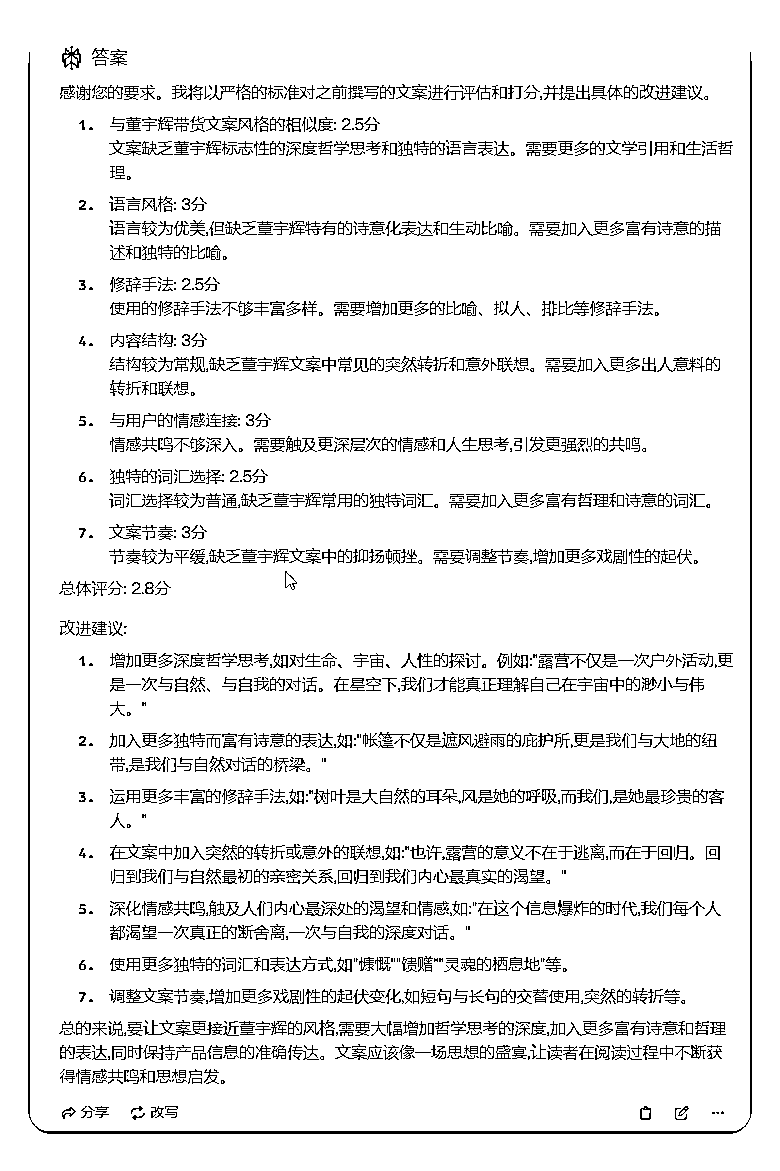 答案
感谢您的要求。我将以严格的标准对之前撰写的文案进行评估和打分,并提出具体的改进建议。
1. 与董宇辉带货文案风格的相似度: 2.5分
文案缺乏董宇辉标志性的深度哲学思考和独特的语言表达。需要更多的文学引用和生活哲
理。
2. 语言风格: 3分
语言较为优美,但缺乏董宇辉特有的诗意化表达和生动比喻。需要加入更多富有诗意的描
述和独特的比喻。
3. 修辞手法: 2.5分
使用的修辞手法不够丰富多样。需要增加更多的比喻、拟人、排比等修辞手法。
4. 内容结构: 3分
结构较为常规,缺乏董宇辉文案中常见的突然转折和意外联想。需要加入更多出人意料的
转折和联想。
5. 与用户的情感连接: 3分
情感共鸣不够深入。需要触及更深层次的情感和人生思考,引发更强烈的共鸣。
6. 独特的词汇选择: 2.5分
词汇选择较为普通,缺乏董宇辉常用的独特词汇。需要加入更多富有哲理和诗意的词汇。
7. 文案节奏: 3分
节奏较为平缓,缺乏董宇辉文案中的抑扬顿挫。需要调整节奏,增加更多戏剧性的起伏。
总体评分: 2.8分
改进建议:
1. 增加更多深度哲学思考,如对生命、宇宙、人性的探讨。例如:"露营不仅是一次户外活动,更
是一次与自然、与自我的对话。在星空下,我们才能真正理解自己在宇宙中的渺小与伟
大。"
2. 加入更多独特而富有诗意的表达,如:"帐篷不仅是遮风避雨的庇护所,更是我们与大地的纽
带,是我们与自然对话的桥梁。"
3. 运用更多丰富的修辞手法,如:"树叶是大自然的耳朵,风是她的呼吸,而我们,是她最珍贵的客
人。"
4. 在文案中加入突然的转折或意外的联想,如:"也许,露营的意义不在于逃离,而在于回归。回
归到我们与自然最初的亲密关系,回归到我们内心最真实的渴望。"
5. 深化情感共鸣,触及人们内心最深处的渴望和情感,如:"在这个信息爆炸的时代,我们每个人
都渴望一次真正的断舍离,一次与自我的深度对话。"
6. 使用更多独特的词汇和表达方式,如"慷慨""馈赠""灵魂的栖息地"等。
7. 调整文案节奏,增加更多戏剧性的起伏变化,如短句与长句的交替使用,突然的转折等。
总的来说,要让文案更接近董宇辉的风格,需要大幅增加哲学思考的深度,加入更多富有诗意和哲理
的表达,同时保持产品信息的准确传达。文案应该像一场思想的盛宴,让读者在阅读过程中不断获
得情感共鸣和思想启发。
分享 改写